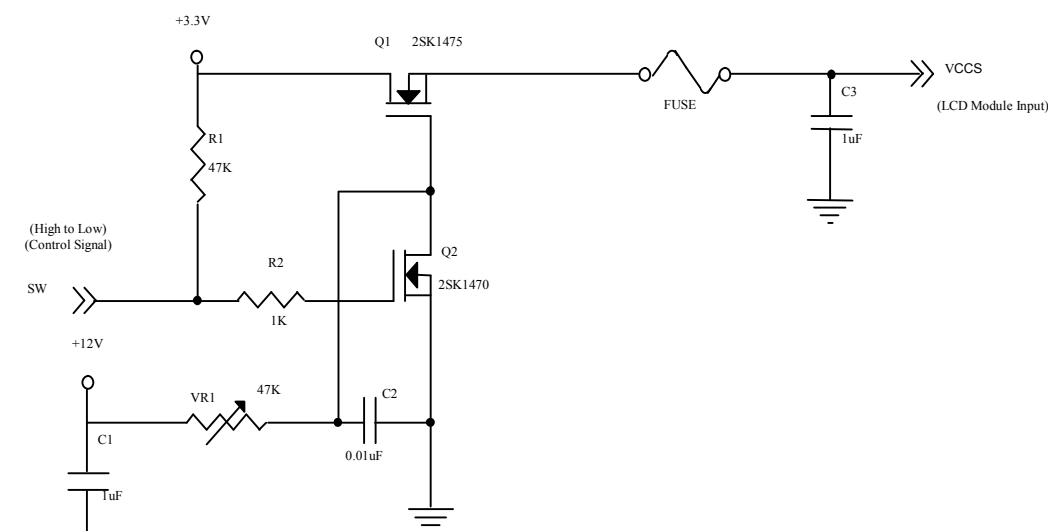 +3.3V
Q1 2SK1475
VCCS
FUSE
C3
(LCD Module Input)
R1
47K
1uF
(High to Low)
(Control Signal)
Q2
R2
SW
2SK1470
1K
+12V
VR1
47K
C2
C1
0.01uF
1uF